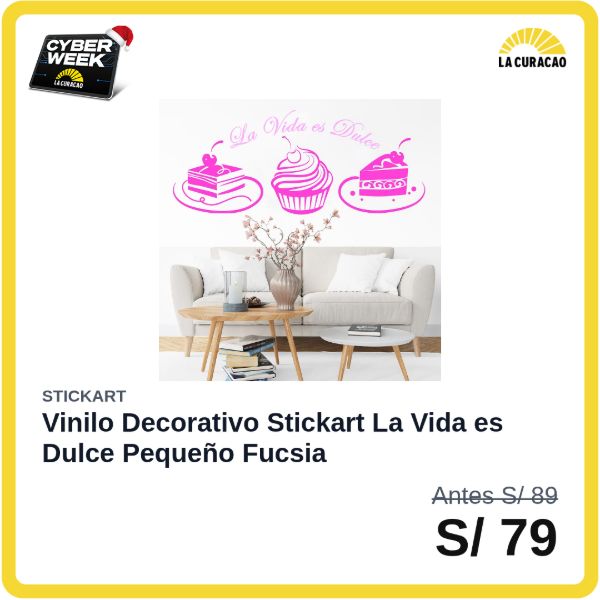 CYBER
WEEK
LA CURACAO
LA CURACAO
La Vida es Dulce
STICKART
Vinilo Decorativo Stickart La Vida es
Dulce Pequeño Fucsia
Antes S/ 89
S/ 79